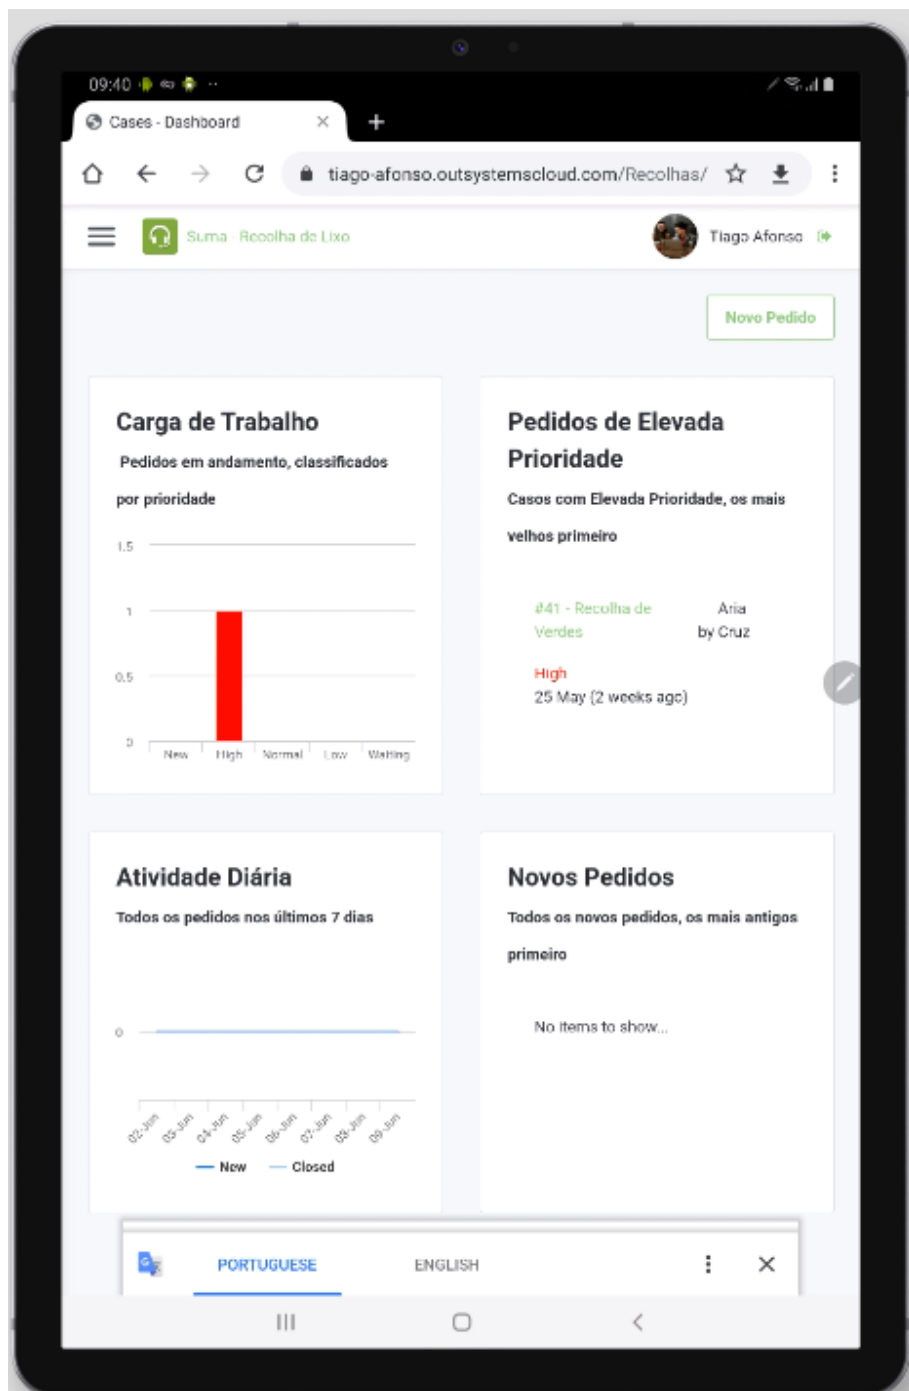 09:40
Cases - Dashboard
tiago-afonso.outsystemscloud.com/Recolhas/
Suma - Recolha de Lixo
Tiago Afonso
Novo Pedido
Carga de Trabalho
Pedidos em andamento, classificados
por prioridade
1.5
1
0.5
0
New High Normal Low Waiting
Pedidos de Elevada
Prioridade
Casos com Elevada Prioridade, os mais
velhos primeiro
#41 - Recolha de
Verdes
Aria
by Cruz
High
25 May (2 weeks ago)
Atividade Diária
Todos os pedidos nos últimos 7 dias
0
02-Jun 03-Jun 04-Jun 05-Jun 06-Jun 07-Jun 08-Jun 09-Jun
New Closed
Novos Pedidos
Todos os novos pedidos, os mais antigos
primeiro
No items to show...
PORTUGUESE ENGLISH